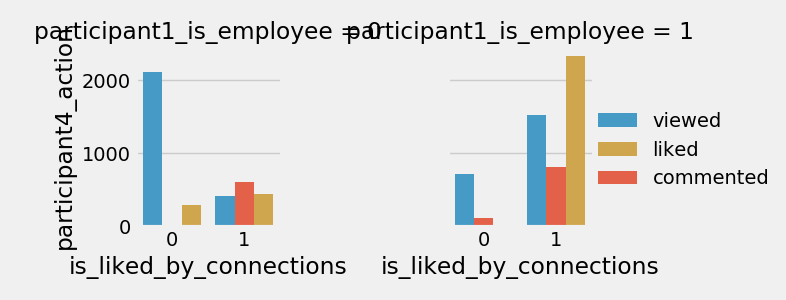 participant1_is_employee = 0
participant1_is_employee = 1
participant4_action
2000
1000
0
0 1
0 1
is_liked_by_connections
is_liked_by_connections
viewed
liked
commented